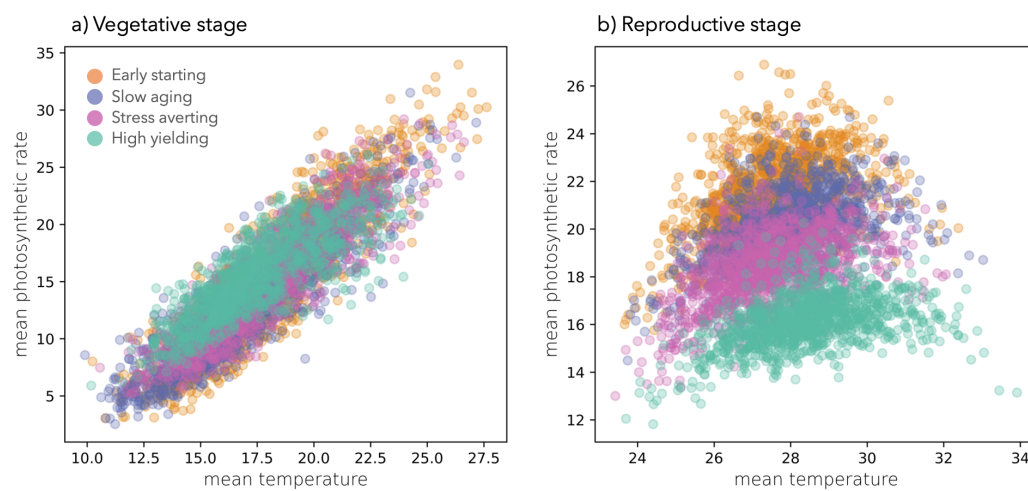 a) Vegetative stage
35
30
25
20
15
10
5
mean photosynthetic rate
Early starting
Slow aging
Stress averting
High yielding
10.0 12.5 15.0 17.5 20.0 22.5 25.0 27.5
mean temperature
b) Reproductive stage
26
24
22
20
18
16
14
12
mean photosynthetic rate
24 26 28 30 32 34
mean temperature